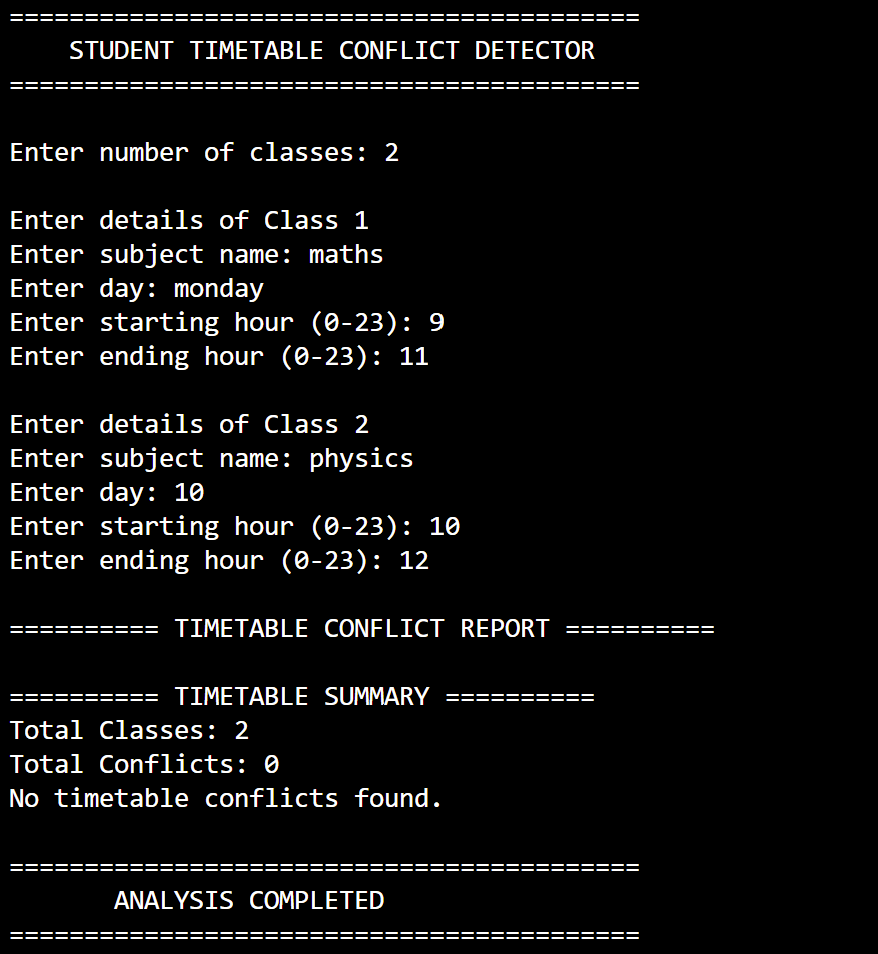 ==========================================
    STUDENT TIMETABLE CONFLICT DETECTOR
==========================================
Enter number of classes: 2
Enter details of Class 1
Enter subject name: maths
Enter day: monday
Enter starting hour (0-23): 9
Enter ending hour (0-23): 11
Enter details of Class 2
Enter subject name: physics
Enter day: 10
Enter starting hour (0-23): 10
Enter ending hour (0-23): 12
========== TIMETABLE CONFLICT REPORT ==========
========== TIMETABLE SUMMARY ==========
Total Classes: 2
Total Conflicts: 0
No timetable conflicts found.
==========================================
       ANALYSIS COMPLETED
==========================================